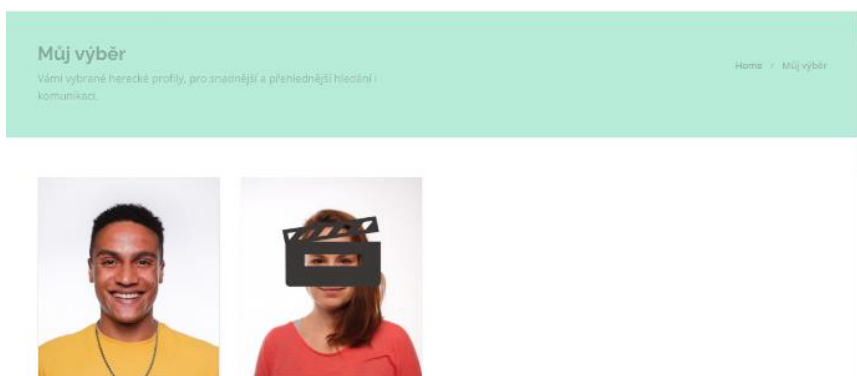 Můj výběr
Vámi vybrané herecké profily, pro snadnější a přehlednější hledání i
komunikaci.
Home / Můj výběr